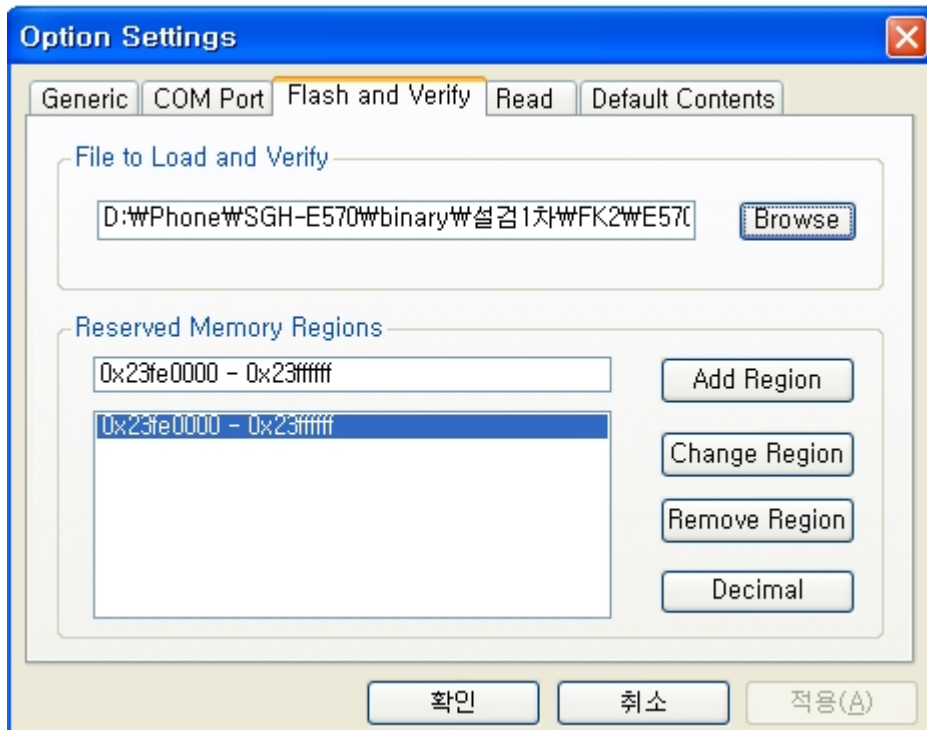 Option Settings
Generic COM Port Flash and Verify Read Default Contents
File to Load and Verify
D:₩Phone₩SGH-E570₩binary₩설검1차₩FK2₩E570
Browse
Reserved Memory Regions
0x23fe0000 - 0x23ffffff
Add Region
0x23fe0000 - 0x23ffffff
Change Region
Remove Region
Decimal
확인 취소 적용(A)